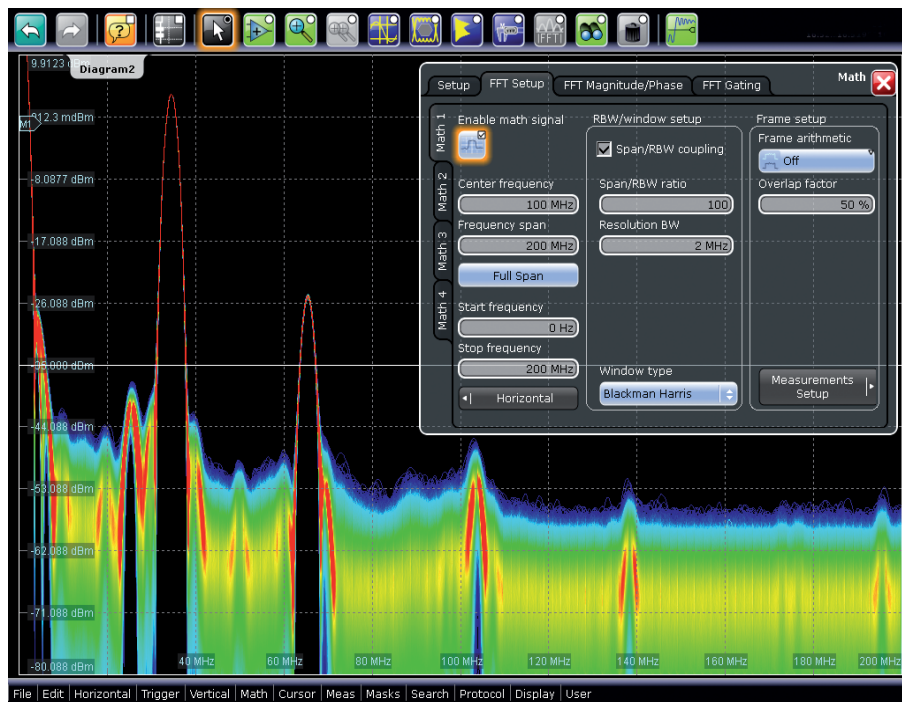 (FFT)
9.9123
Diagram2
Math
Setup
FFT Setup
FFT Magnitude/Phase
FFT Gating
M1
912.3 mdBm
-8.0877 dBm
-17.088 dBm
-26.088 dBm
-35.088 dBm
-44.088 dBm
-53.088 dBm
-62.088 dBm
-71.088 dBm
-80.088 dBm
Math 1
Math 2
Math 3
Math 4
Enable math signal
Center frequency
100 MHz
Frequency span
200 MHz
Full Span
Start frequency
0 Hz
Stop frequency
200 MHz
Horizontal
RBW/window setup
Span/RBW coupling
Span/RBW ratio
100
Resolution BW
2 MHz
Window type
Blackman Harris
Frame setup
Frame arithmetic
Off
Overlap factor
50 %
Measurements
Setup
40 MHz
60 MHz
80 MHz
100 MHz
120 MHz
140 MHz
160 MHz
180 MHz
200 MHz
File Edit Horizontal Trigger Vertical Math Cursor Meas Masks Search Protocol Display User